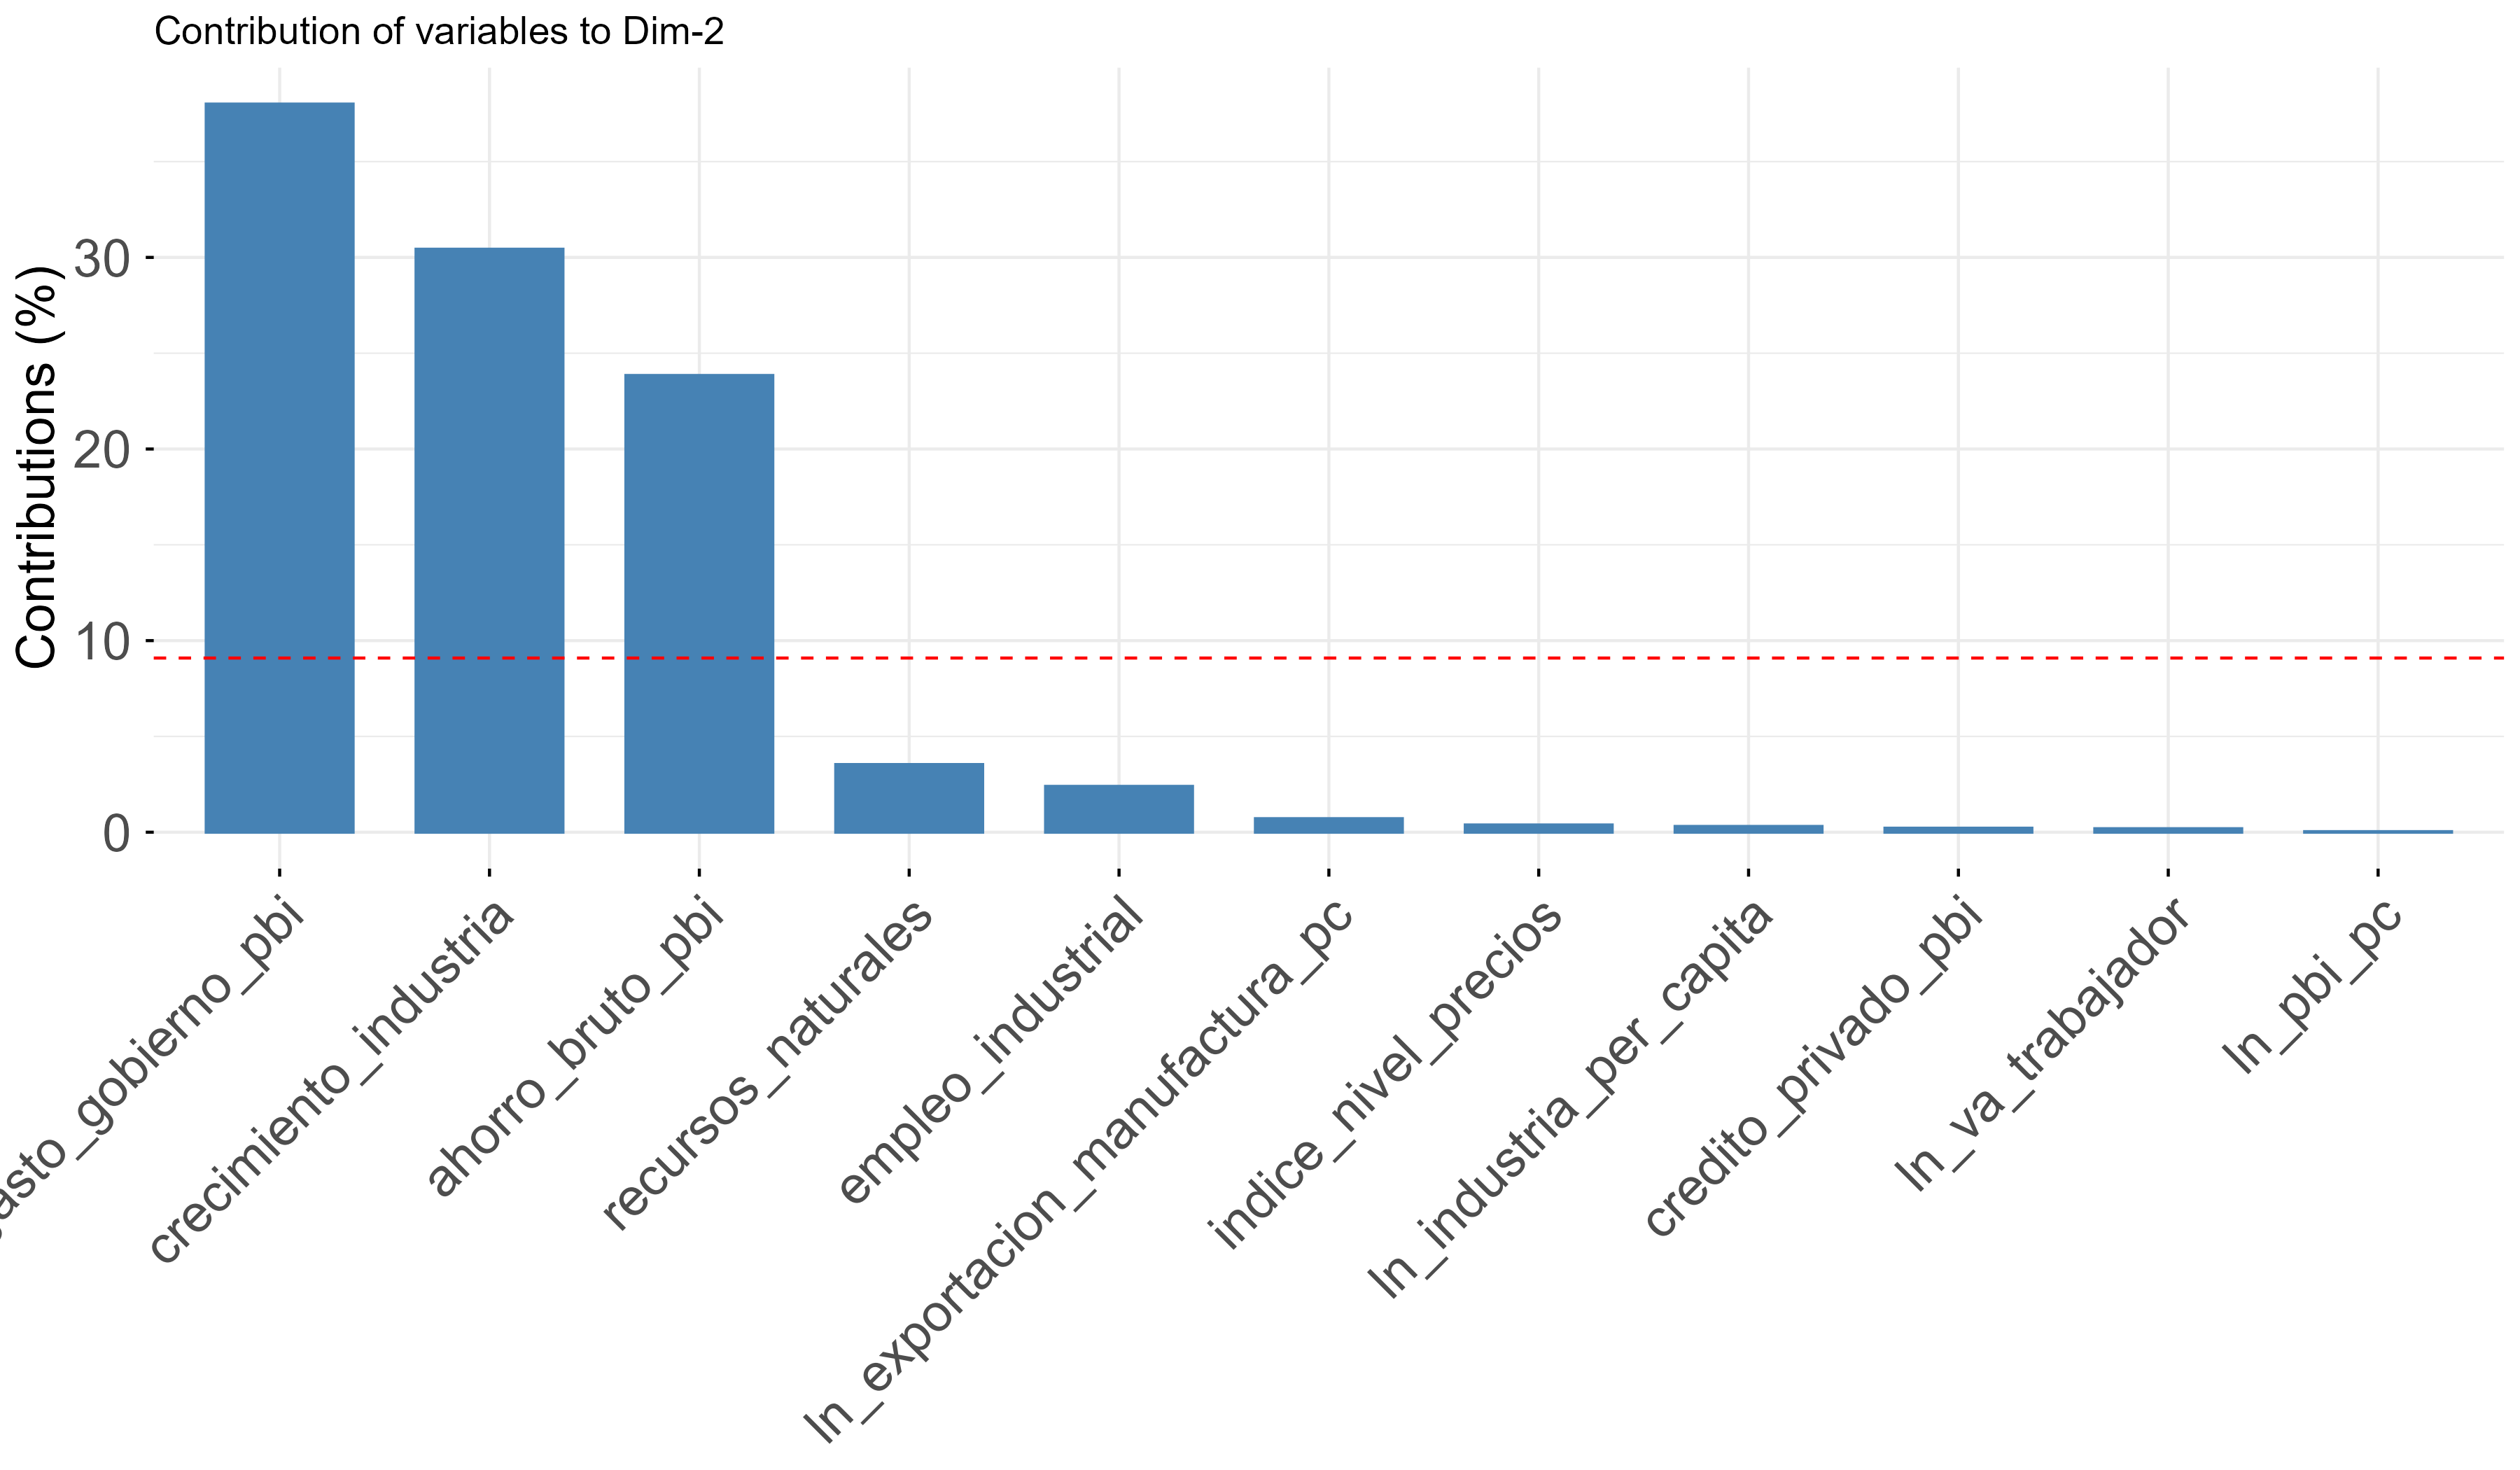 Contribution of variables to Dim-2
Contributions (%)
30
20
10
0
asto_gobierno_pbi
crecimiento_industria
ahorro_bruto_pbi
recursos_naturales
empleo_industrial
ln_exportacion_manufactura_pc
indice_nivel_precios
ln_industria_per_capita
credito_privado_pbi
ln_va_trabajador
ln_pbi_pc